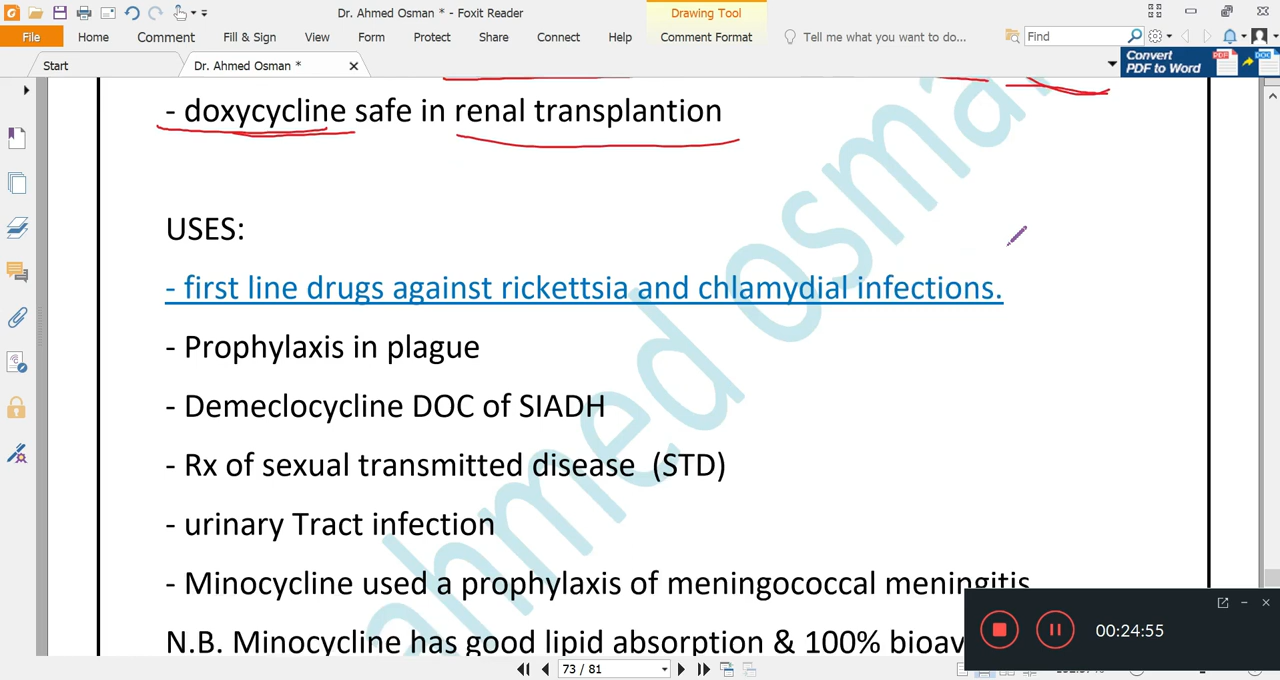 Dr. Ahmed Osman * - Foxit Reader
Drawing Tool
File Home Comment Fill & Sign View Form Protect Share Connect Help Comment Format Tell me what you want to do... Find
Start Dr. Ahmed Osman *
Convert
PDF to Word
- doxycycline safe in renal transplantion
USES:
- first line drugs against rickettsia and chlamydial infections.
- Prophylaxis in plague
- Demeclocycline DOC of SIADH
- Rx of sexual transmitted disease (STD)
- urinary Tract infection
- Minocycline used a prophylaxis of meningococcal meningitis
N.B. Minocycline has good lipid absorption & 100%
ahmed osman
00:24:55
73 / 81